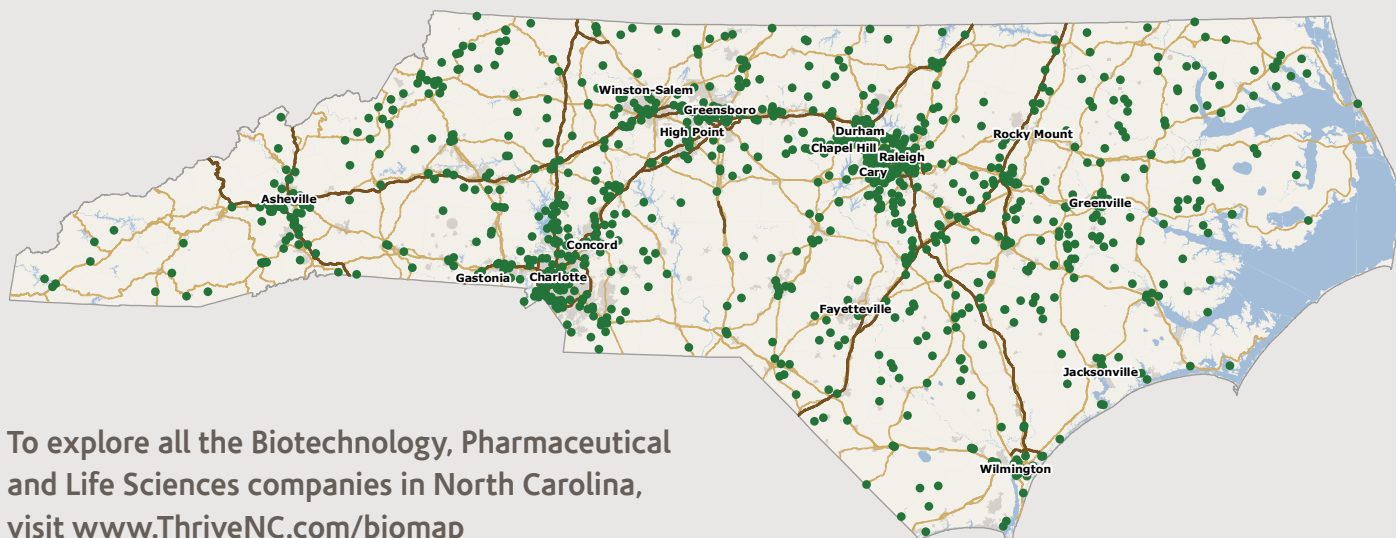 Winston-Salem
Greensboro
High Point
Durham
Chapel Hill
Raleigh
Cary
Rocky Mount
Asheville
Greenville
Concord
Gastonia
Charlotte
Fayetteville
Jacksonville
Wilmington
To explore all the Biotechnology, Pharmaceutical
and Life Sciences companies in North Carolina,
visit www.ThriveNC.com/biomap